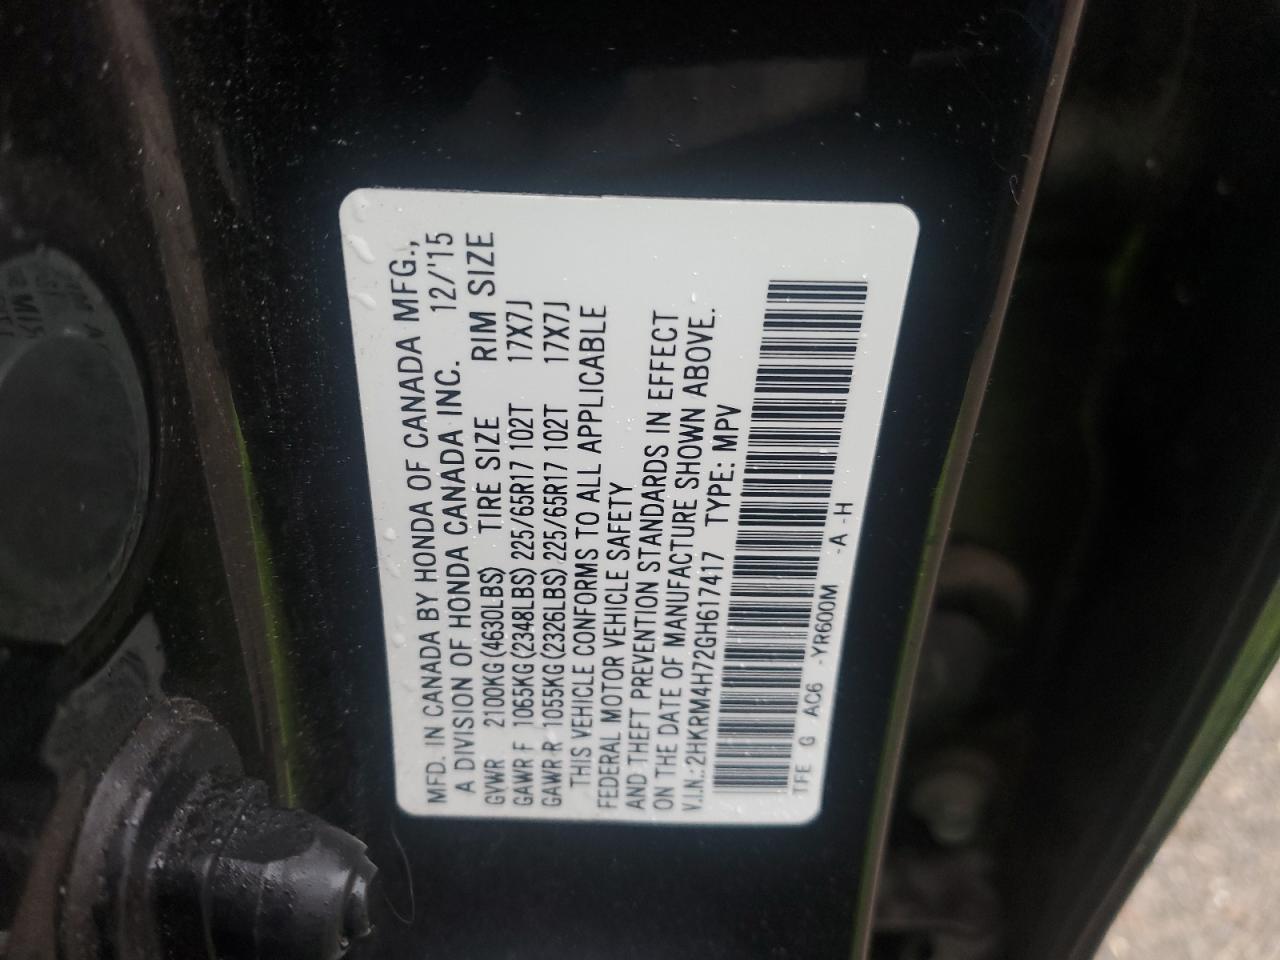 MFD. IN CANADA BY HONDA OF CANADA MFG.,
A DIVISION OF HONDA CANADA INC. 12/'15
GVWR 2100KG(4630LBS) TIRE SIZE RIM SIZE
GAWR F 1065KG(2348LBS) 225/65R17 102T 17X7J
GAWR R 1055KG(2326LBS) 225/65R17 102T 17X7J
THIS VEHICLE CONFORMS TO ALL APPLICABLE
FEDERAL MOTOR VEHICLE SAFETY
AND THEFT PREVENTION STANDARDS IN EFFECT
ON THE DATE OF MANUFACTURE SHOWN ABOVE.
V.I.N.:2HKRM4H72GH617417 TYPE: MPV
TFE G AC6 -YR600M -A -H